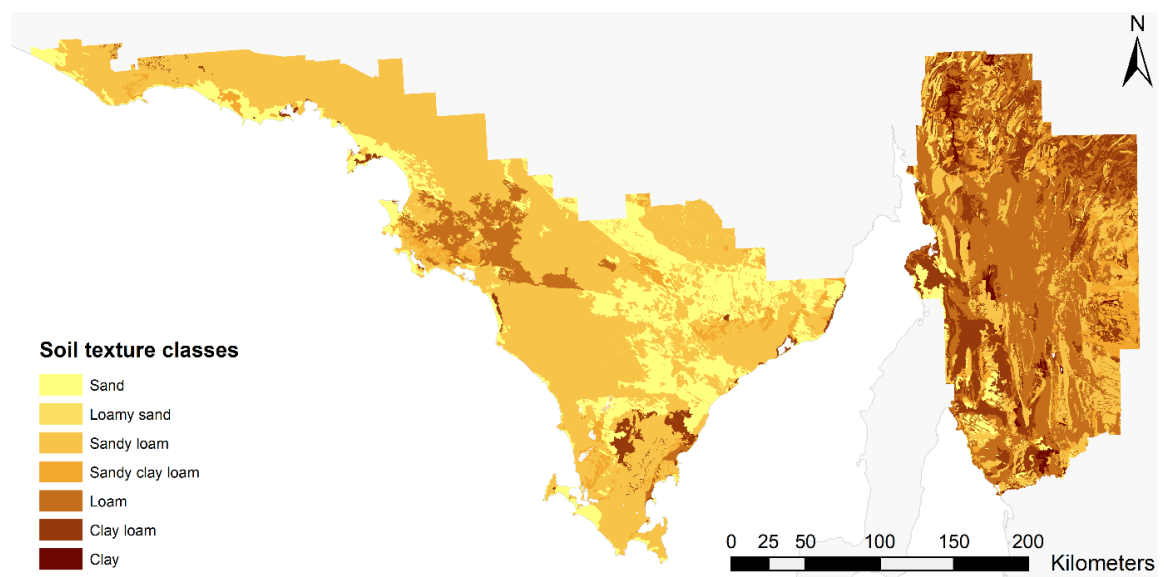 N
Soil texture classes
Sand
Loamy sand
Sandy loam
Sandy clay loam
Loam
Clay loam
Clay
0 25 50 100 150 200
Kilometers